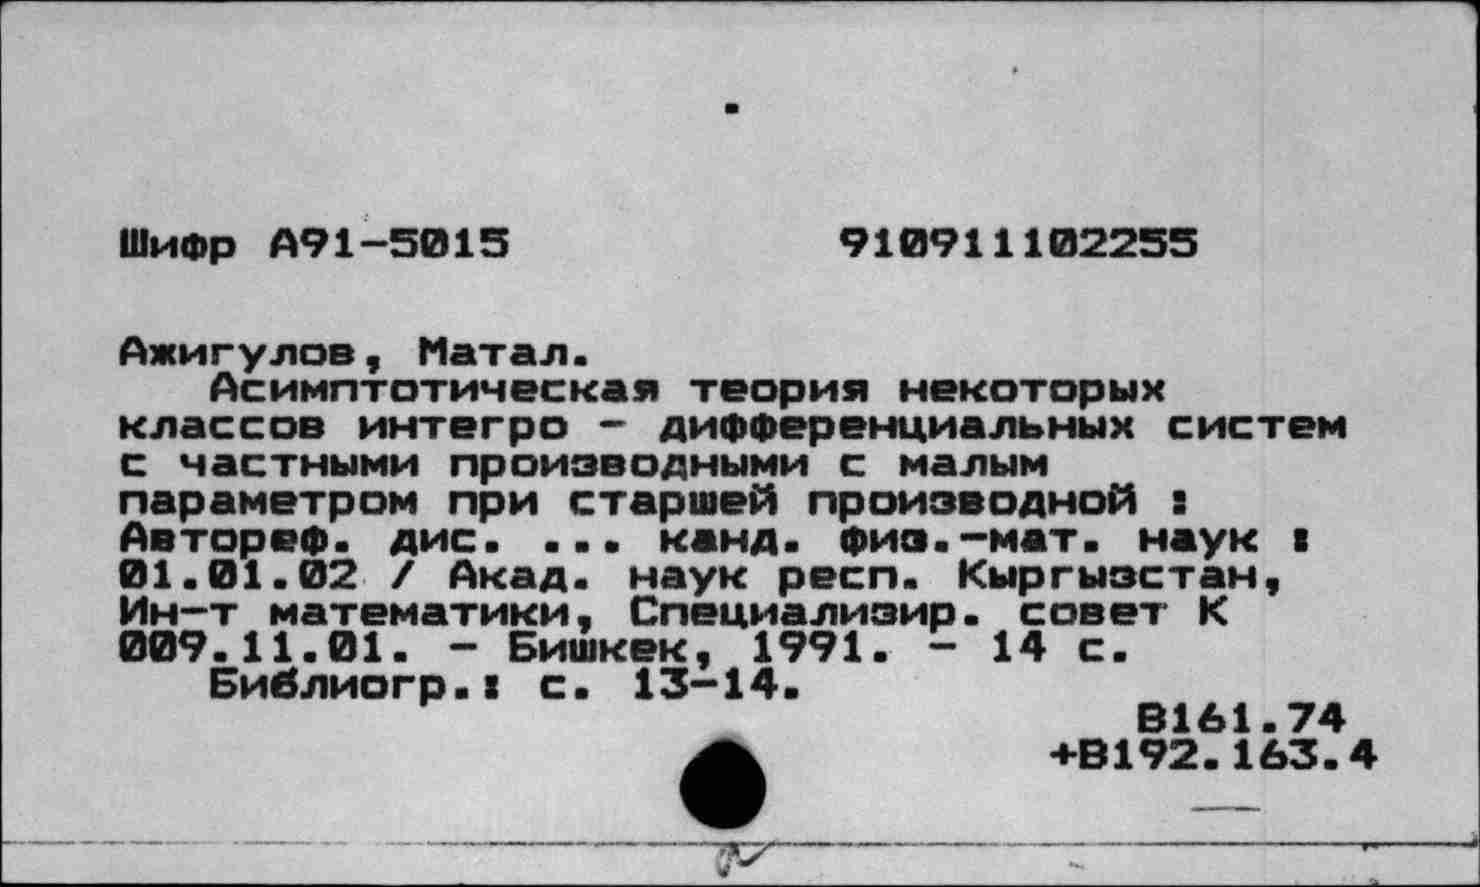 Шифр А91-5015 910911102255
Ажигулов, Матал.
Асимптотическая теория некоторых
классов интегро - дифференциальных систем
с частными производными с малым
параметром при старшей производной :
Автореф. дис. ... канд. физ.-мат. наук :
01.01.02 / Акад. наук респ. Кыргызстан,
Ин-т математики, Специализир. совет К
009.11.01. - Бишкек, 1991. - 14 с.
Библиогр.: с. 13-14.
В161.74
+В192.163.4